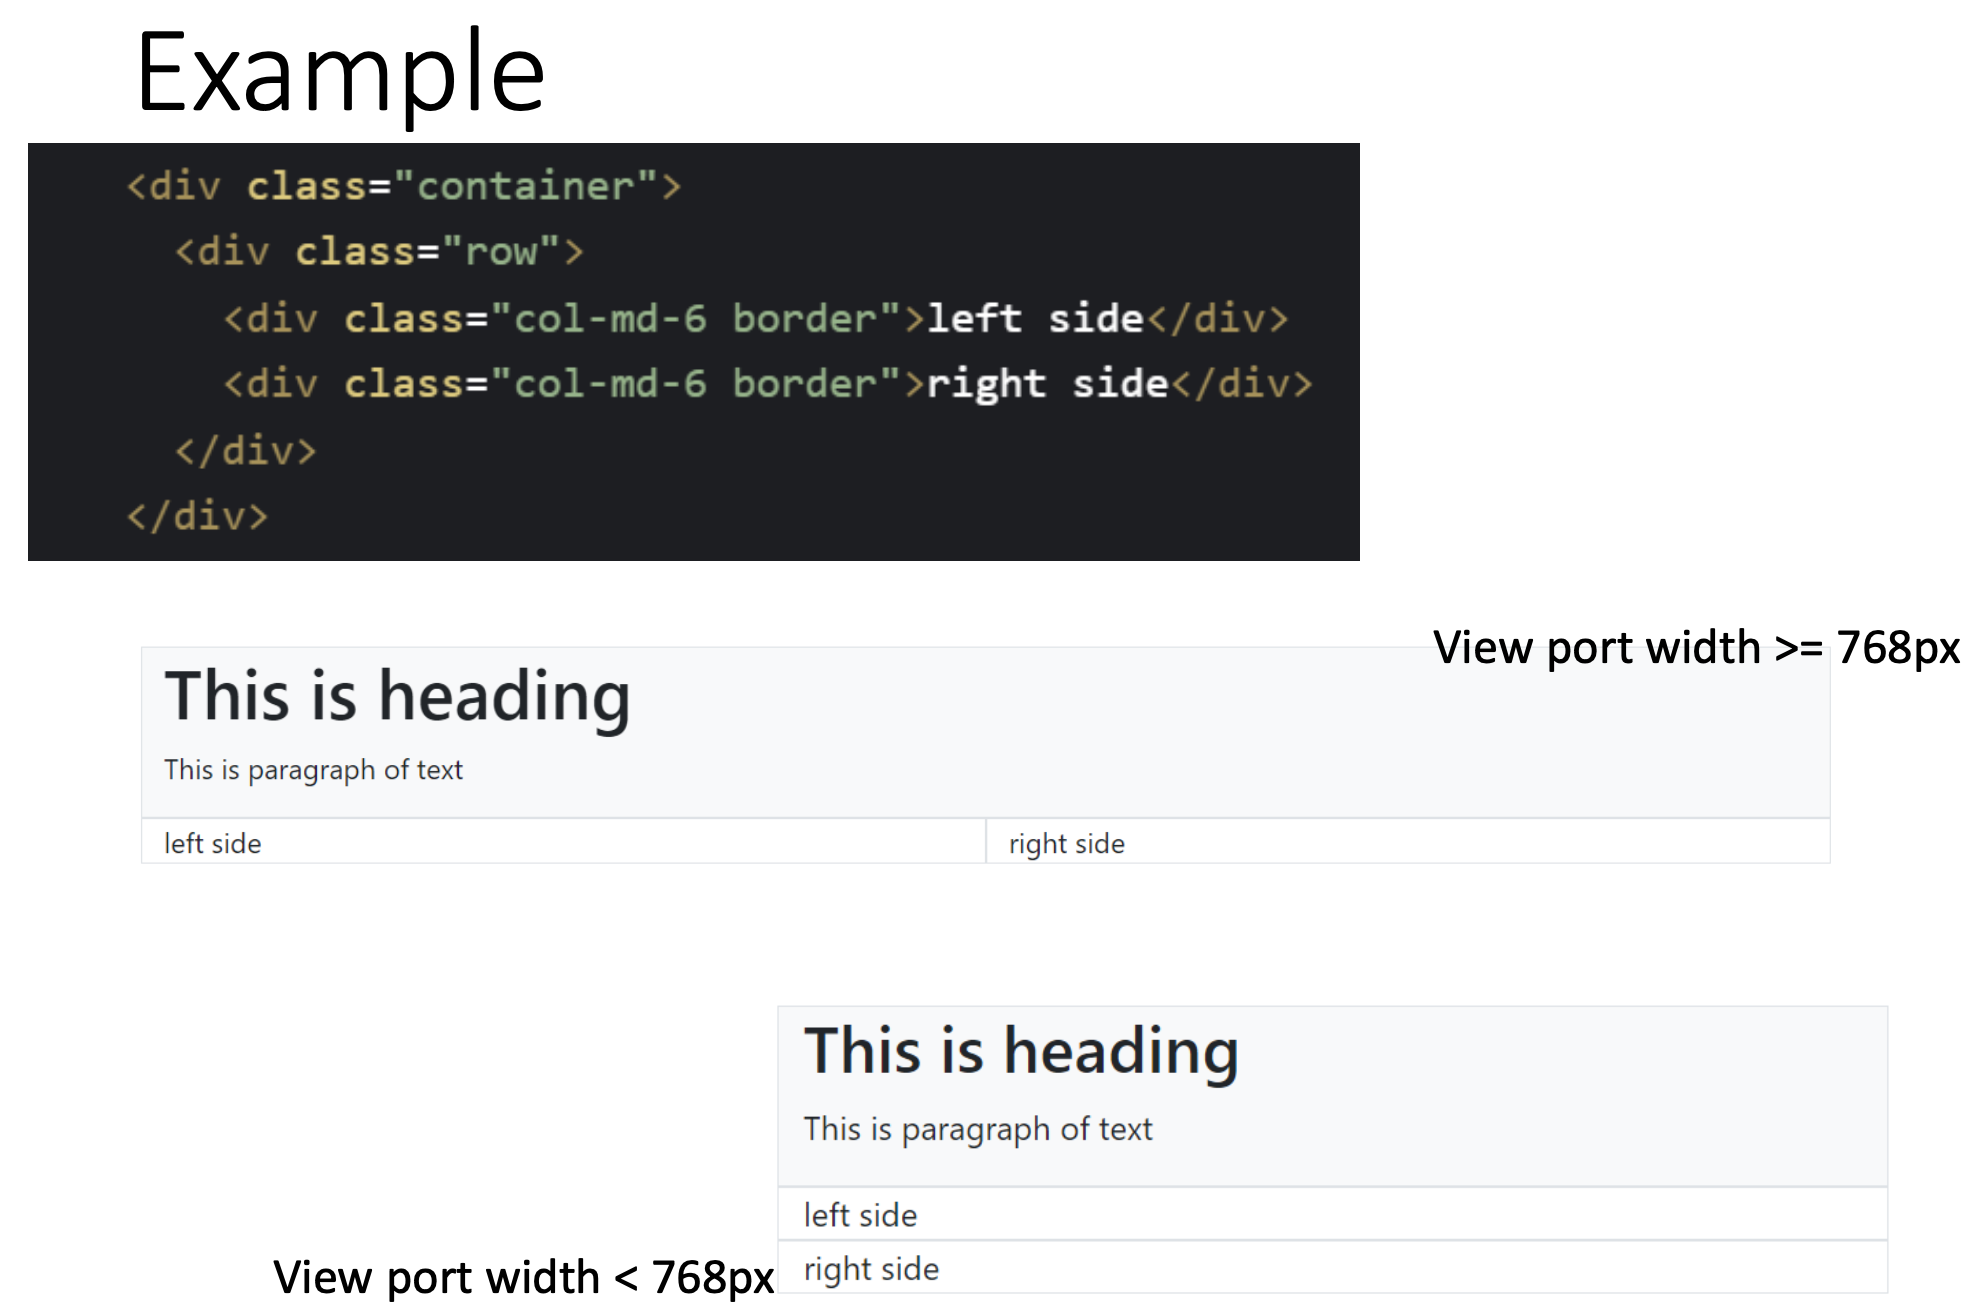 Example
<div class="container">
<div class="row">
<div class="col-md-6 border">left side</div>
<div class="col-md-6 border">right side</div>
</div>
</div>
View port width >= 768px
This is heading
This is paragraph of text
left side right side
This is heading
This is paragraph of text
left side
right side
View port width < 768px